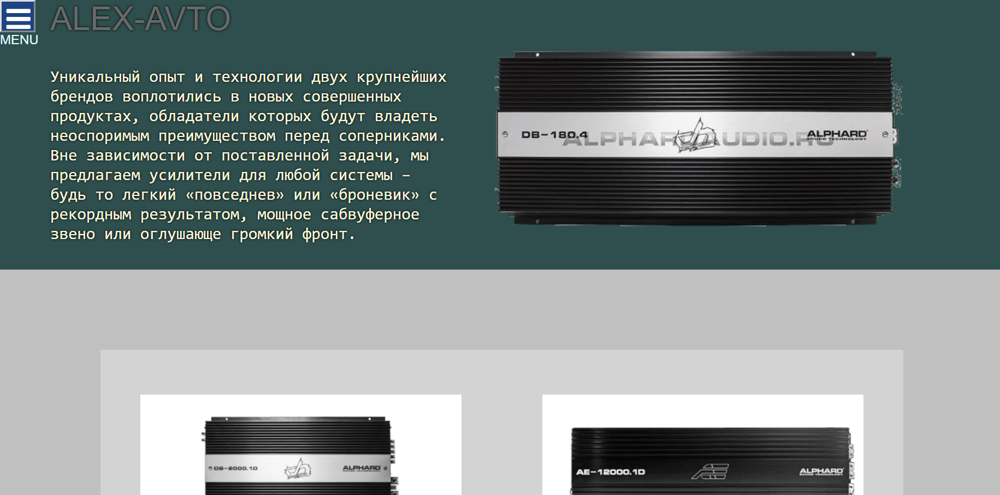 ALEX-AVTO
MENU
Уникальный опыт и технологии двух крупнейших
брендов воплотились в новых совершенных
продуктах, обладатели которых будут владеть
неоспоримым преимуществом перед соперниками.
Вне зависимости от поставленной задачи, мы
предлагаем усилители для любой системы –
будь то легкий «повседнев» или «броневик» с
рекордным результатом, мощное сабвуферное
звено или оглушающе громкий фронт.
DB-180.4
ALPHARD AUDIO.RU
ALPHARD
SOUND TECHNOLOGY
DB-2000.1D
ALPHARD
SOUND TECHNOLOGY
AE-12000.1D
ALPHARD
SOUND TECHNOLOGY